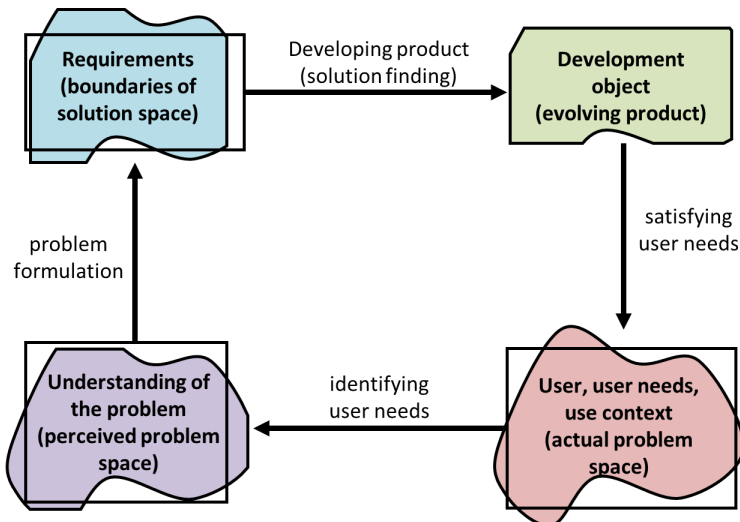 Requirements
(boundaries of
solution space)
Developing product
(solution finding)
Development
object
(evolving product)
problem
formulation
satisfying
user needs
Understanding of
the problem
(perceived problem
space)
identifying
user needs
User, user needs,
use context
(actual problem
space)